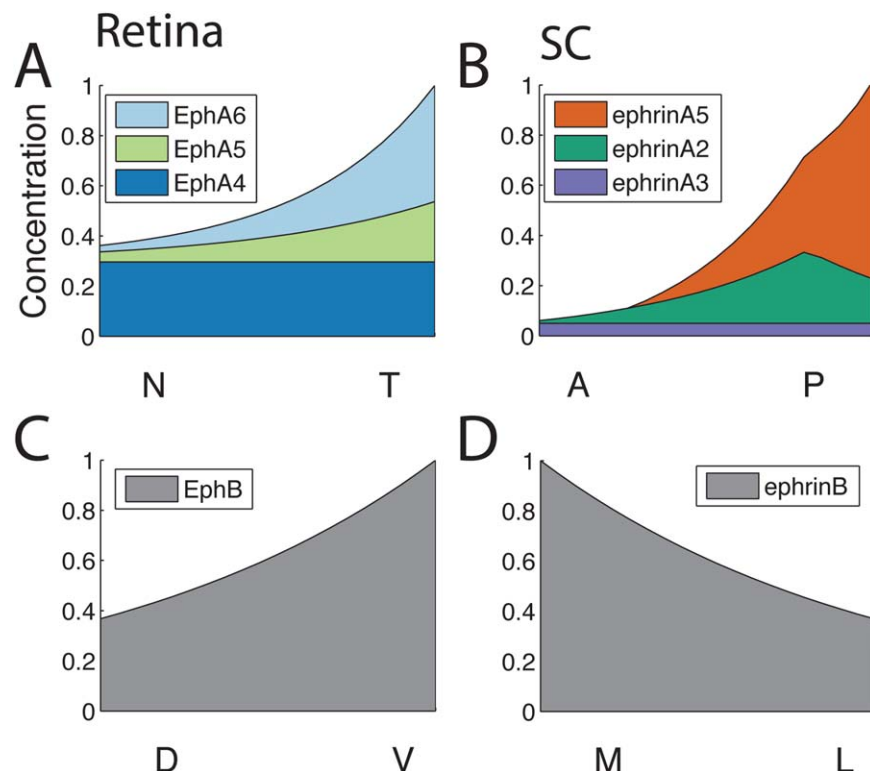 Retina
SC
A
B
1
0.8
0.6
0.4
0.2
0
Concentration
EphA6
EphA5
EphA4
N
T
1
0.8
0.6
0.4
0.2
0
ephrinA5
ephrinA2
ephrinA3
A
P
C
D
1
0.8
0.6
0.4
0.2
0
EphB
D
V
1
0.8
0.6
0.4
0.2
0
ephrinB
M
L